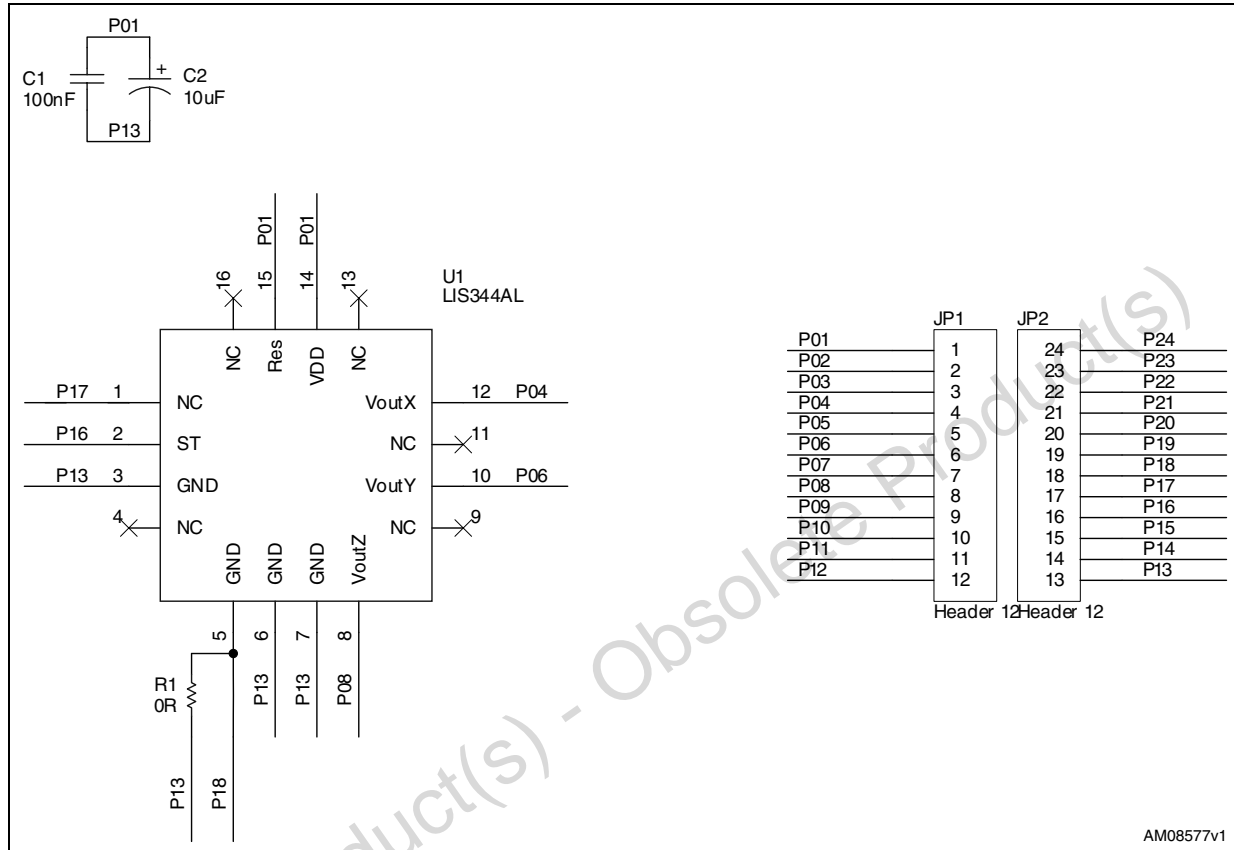 P01
C1
100nF
+
C2
10uF
P13
P01
P01
16
15
14
13
U1
LIS344AL
NC
Res
VDD
NC
P17 1 NC
P16 2 ST
P13 3 GND
4 NC
VoutX 12 P04
NC 11
VoutY 10 P06
NC 9
GND
GND
GND
VoutZ
5
6
7
8
R1
0R
P13
P18
P13
P13
P08
JP1
JP2
P01 1 24 P24
P02 2 23 P23
P03 3 22 P22
P04 4 21 P21
P05 5 20 P20
P06 6 19 P19
P07 7 18 P18
P08 8 17 P17
P09 9 16 P16
P10 10 15 P15
P11 11 14 P14
P12 12 13 P13
Header 12
Header 12
duct(s) - Obsolete Product(s)
AM08577v1